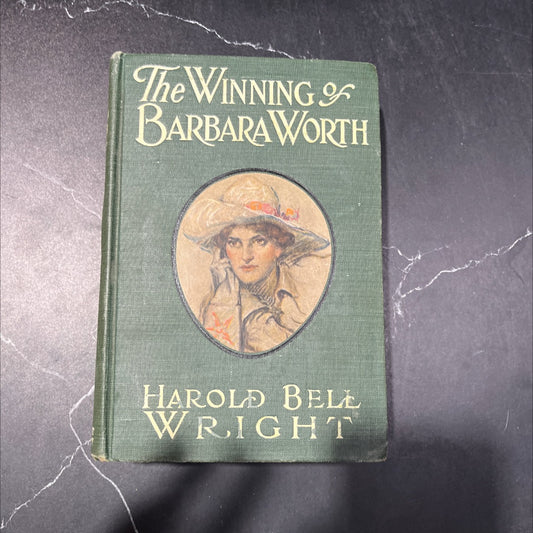 The Winning of
Barbara Worth
Harold Bell
Wright